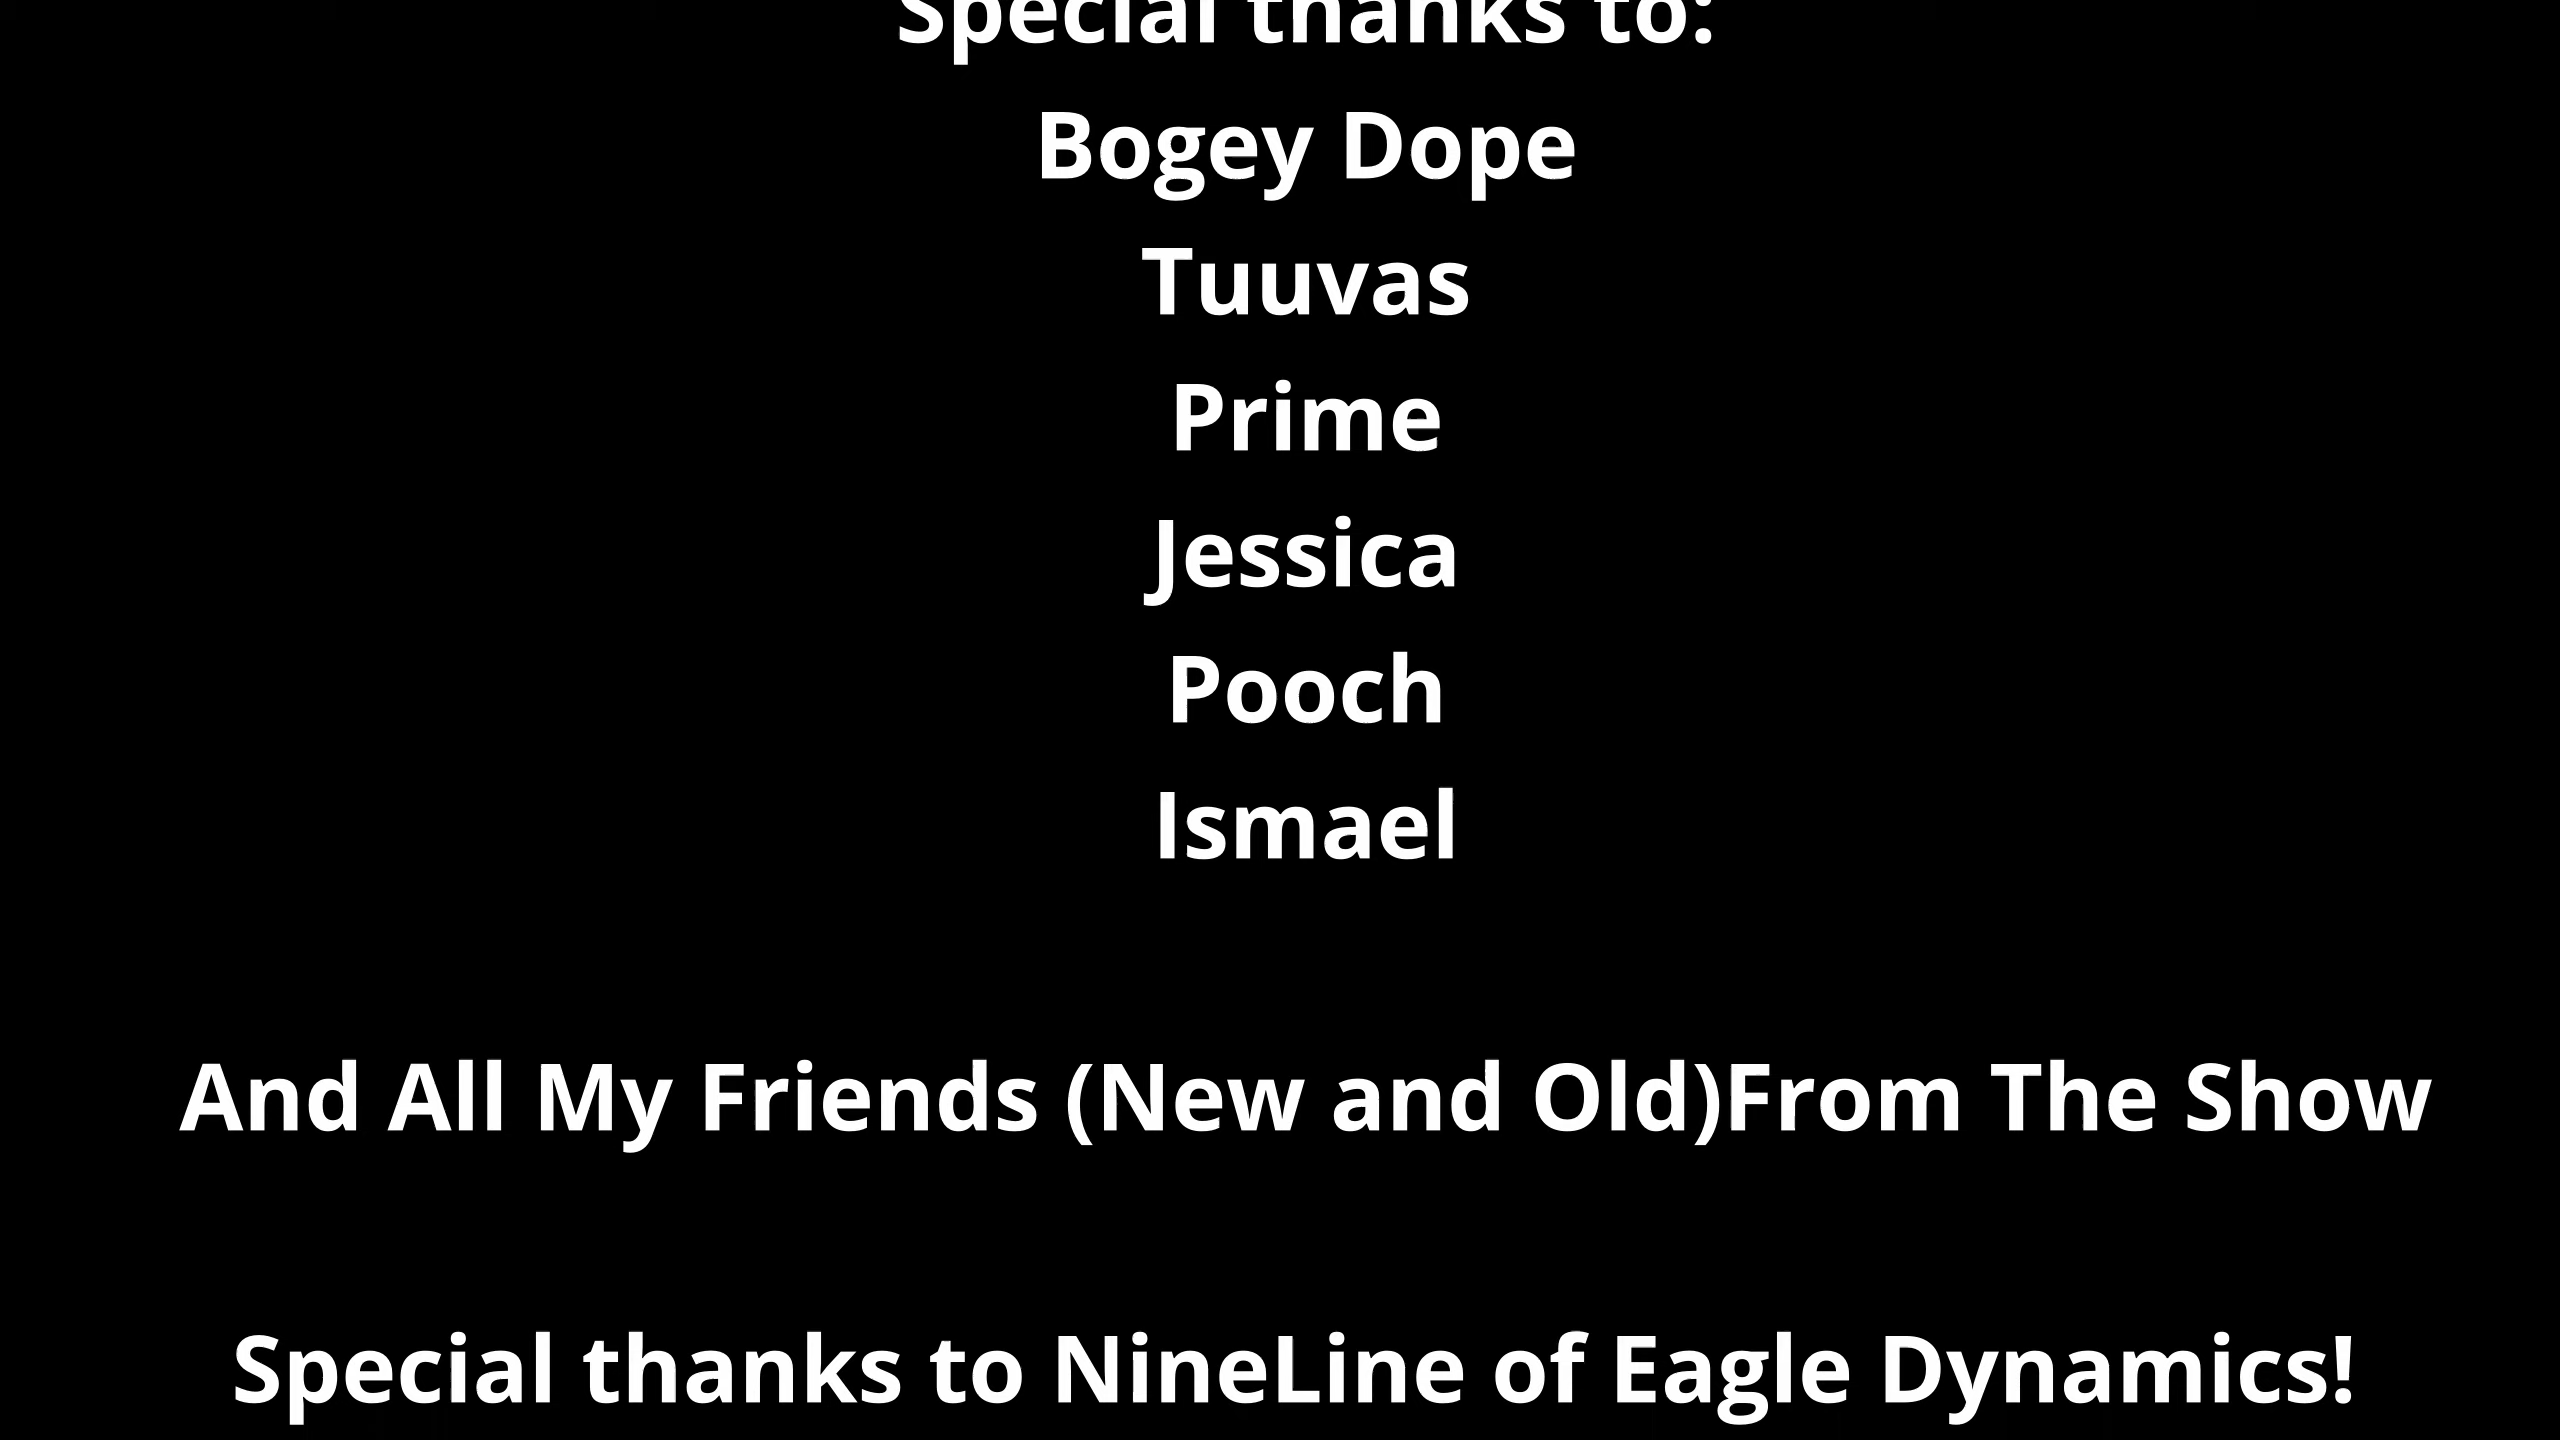 Special thanks to:
Bogey Dope
Tuuvas
Prime
Jessica
Pooch
Ismael
And All My Friends (New and Old)From The Show
Special thanks to NineLine of Eagle Dynamics!